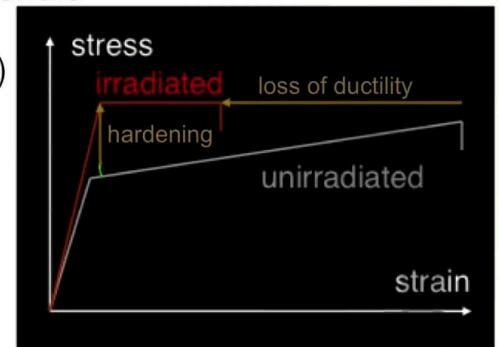 )
stress
irradiated
loss of ductility
hardening
unirradiated
strain